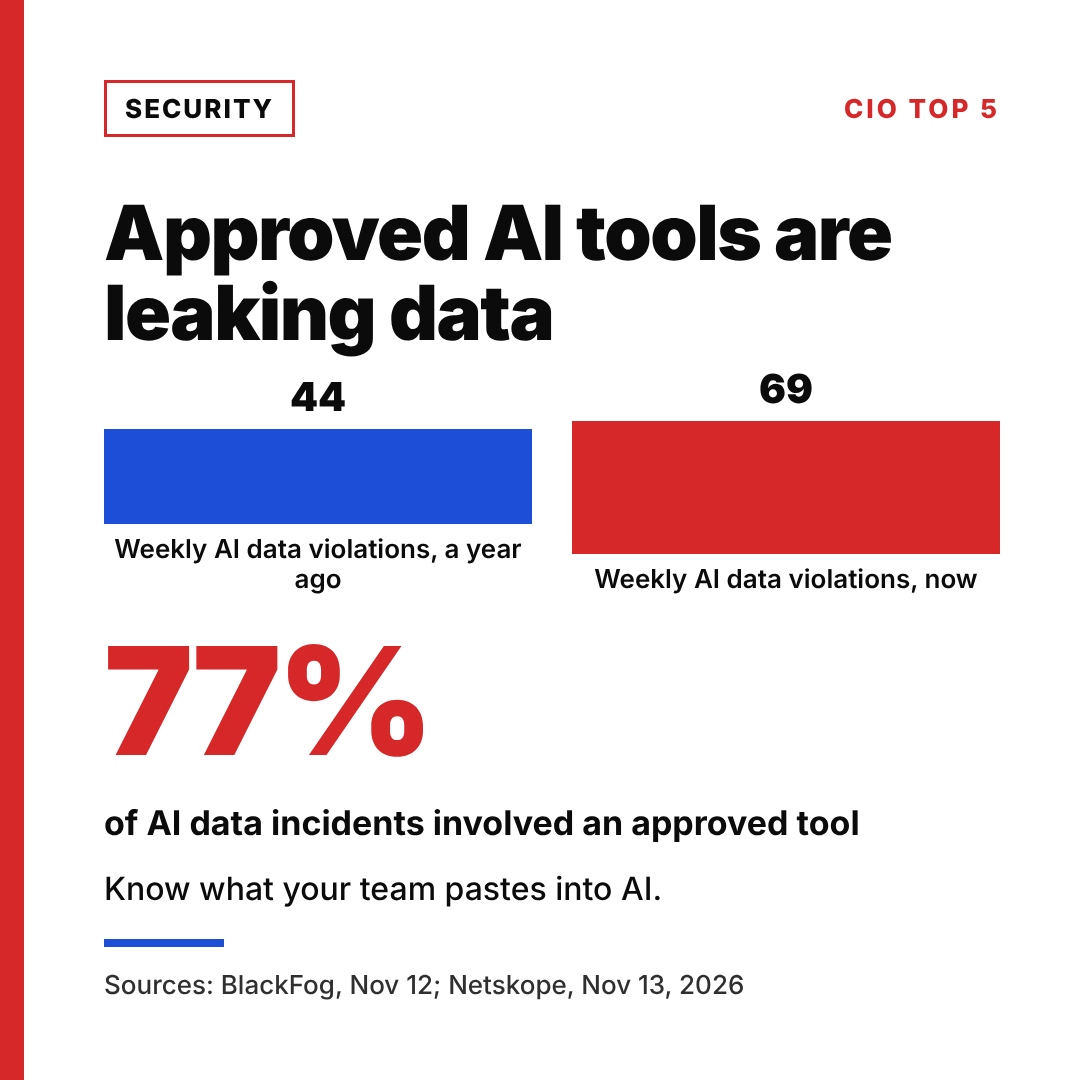 SECURITY
CIO TOP 5
Approved AI tools are
leaking data
44
Weekly AI data violations, a year
ago
69
Weekly AI data violations, now
77%
of AI data incidents involved an approved tool
Know what your team pastes into AI.
Sources: BlackFog, Nov 12; Netskope, Nov 13, 2026